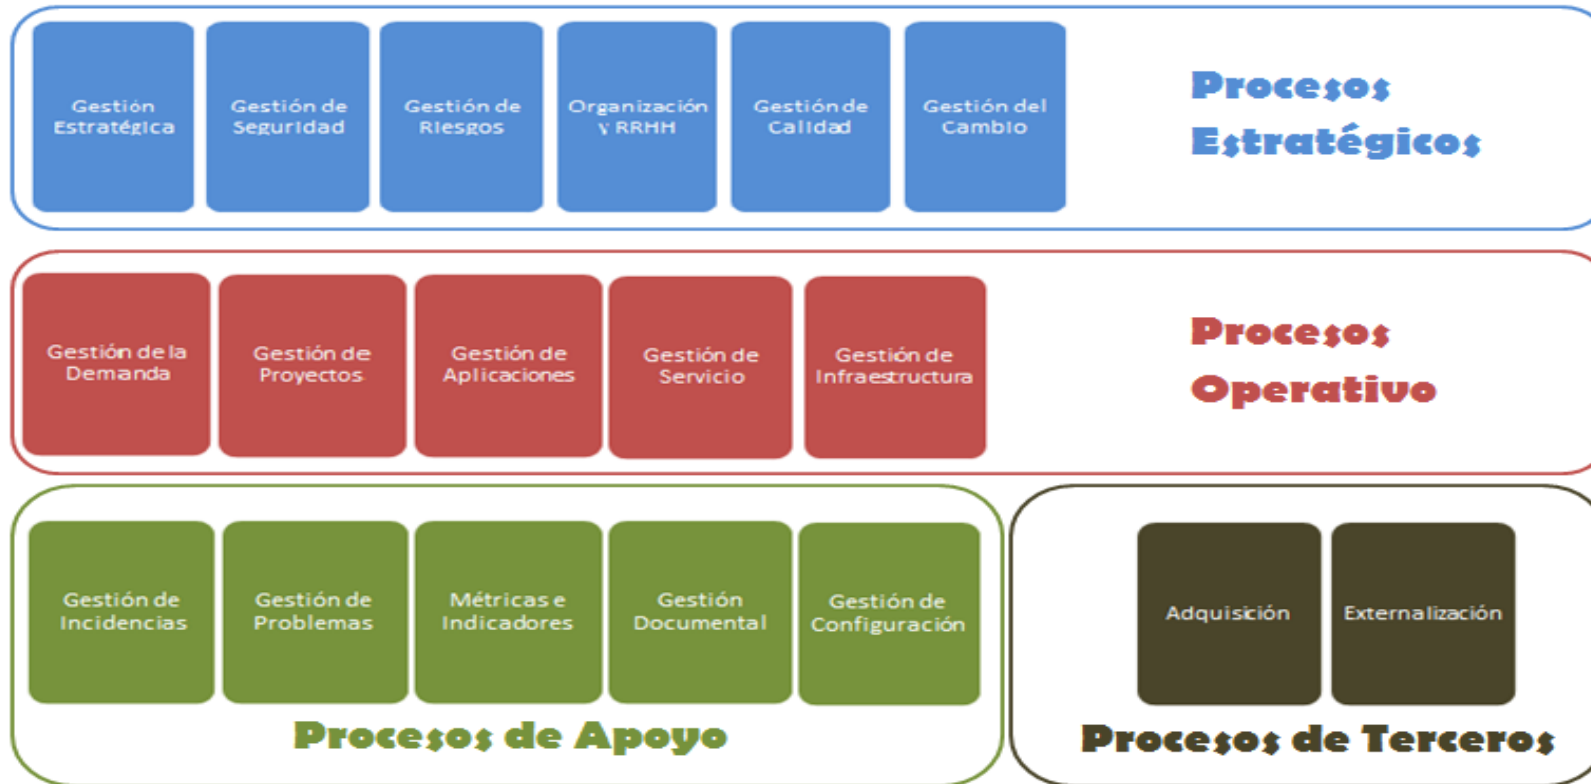 Gestión
Estratégica
Gestión de
Seguridad
Gestión de
Riesgos
Organización
y RRHH
Gestión de
Calidad
Gestión del
Cambio
Procesos
Estratégicos
Gestión de la
Demanda
Gestión de
Proyectos
Gestión de
Aplicaciones
Gestión de
Servicio
Gestión de
Infraestructura
Procesos
Operativo
Gestión de
Incidencias
Gestión de
Problemas
Métricas e
Indicadores
Gestión
Documental
Gestión de
Configuración
Procesos de Apoyo
Adquisición
Externalización
Procesos de Terceros